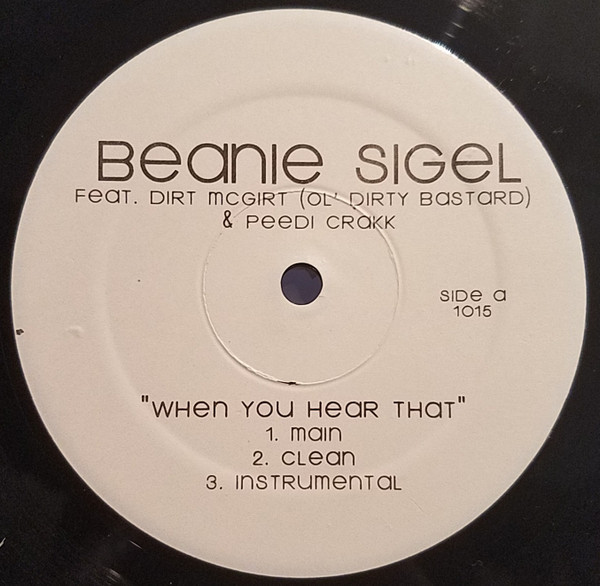 Beanie Sigel
Feat. Dirt McGirt (Ol' Dirty Bastard)
& Peedi Crakk
Side A
1015
"When You Hear That"
1. Main
2. Clean
3. Instrumental